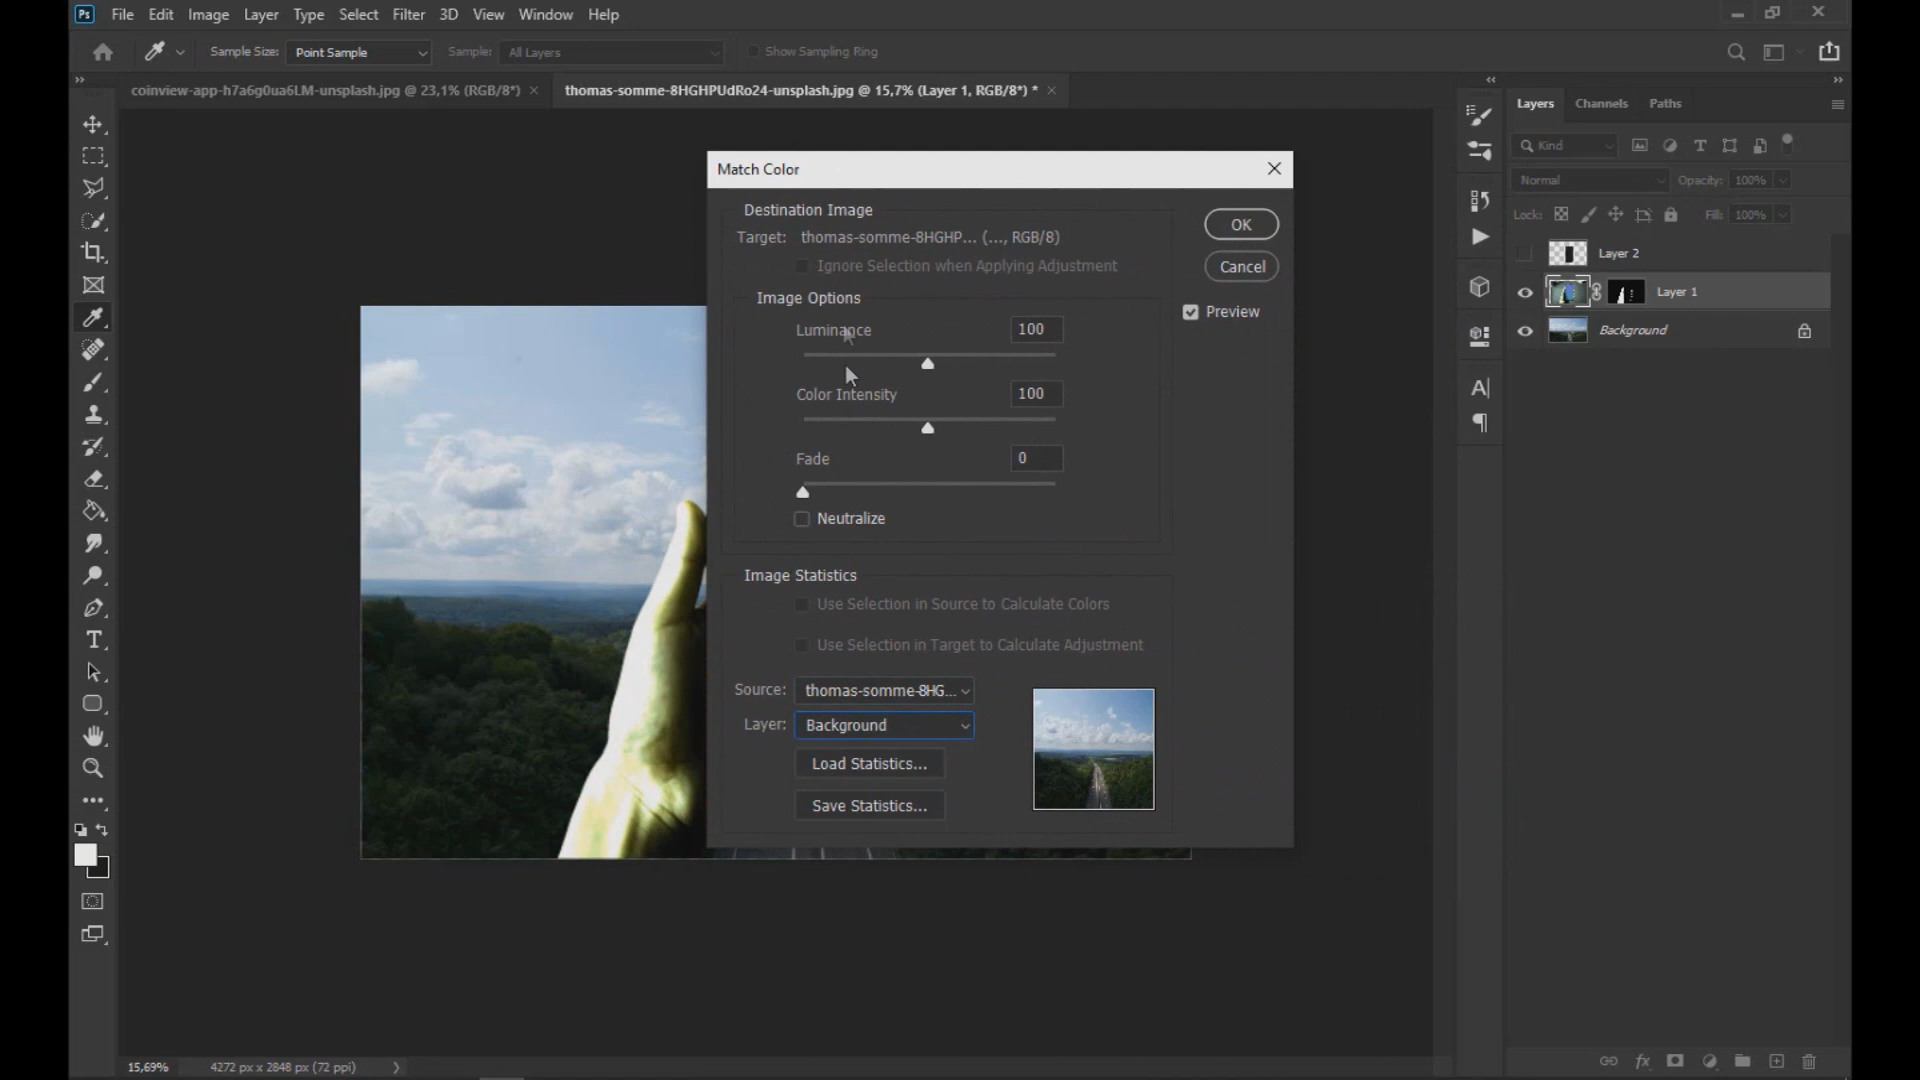 Ps File Edit Image Layer Type Select Filter 3D View Window Help
Sample Size: Point Sample Sample: All Layers Show Sampling Ring
coinview-app-h7a6g0ua6LM-unsplash.jpg @ 23,1% (RGB/8*) × thomas-somme-8HGHPUdRo24-unsplash.jpg @ 15,7% (Layer 1, RGB/8*) * ×
Match Color
Destination Image
Target: thomas-somme-8HGHP... (..., RGB/8)
Ignore Selection when Applying Adjustment
Image Options
Luminance 100
Color Intensity 100
Fade 0
Neutralize
OK
Cancel
Preview
Image Statistics
Use Selection in Source to Calculate Colors
Use Selection in Target to Calculate Adjustment
Source: thomas-somme-8HG...
Layer: Background
Load Statistics...
Save Statistics...
Layers Channels Paths
Kind
Normal Opacity: 100%
Lock: Fill: 100%
Layer 2
Layer 1
Background
15,69% 4272 px x 2848 px (72 ppi)